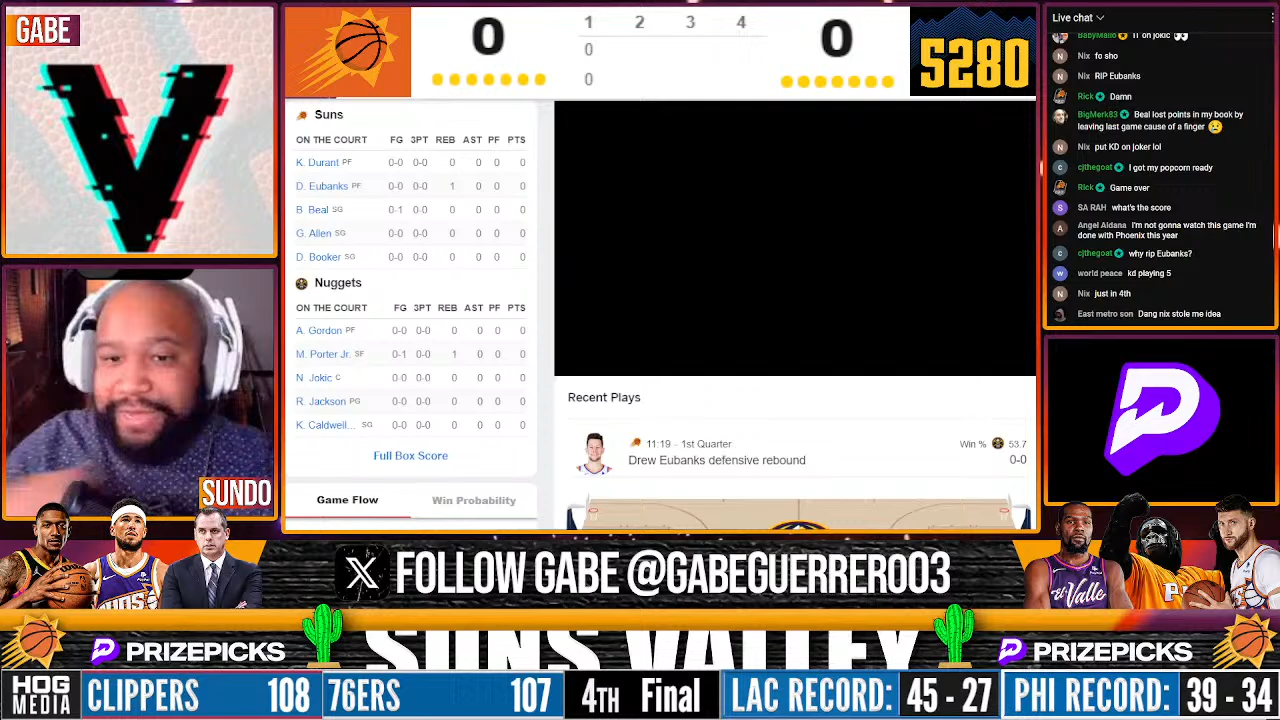 GABE
SUNDO
0
1 2 3 4
0
0
0
5280
Suns
ON THE COURT FG 3PT REB AST PF PTS
K. Durant PF 0-0 0-0 0 0 0 0
D. Eubanks PF 0-0 0-0 1 0 0 0
B. Beal SG 0-1 0-0 0 0 0 0
G. Allen SG 0-0 0-0 0 0 0 0
D. Booker SG 0-0 0-0 0 0 0 0
Nuggets
ON THE COURT FG 3PT REB AST PF PTS
A. Gordon PF 0-0 0-0 0 0 0 0
M. Porter Jr. SF 0-1 0-0 1 0 0 0
N. Jokic C 0-0 0-0 0 0 0 0
R. Jackson PG 0-0 0-0 0 0 0 0
K. Caldwell... SG 0-0 0-0 0 0 0 0
Full Box Score
Game Flow Win Probability
Recent Plays
11:19 - 1st Quarter Win % 53.7
Drew Eubanks defensive rebound 0-0
Live chat
BabyMallo 11 on jokic
Nix fo sho
Nix RIP Eubanks
Rick Damn
BigMerk83 Beal lost points in my book by
leaving last game cause of a finger
Nix put KD on joker lol
cjthegoat I got my popcorn ready
Rick Game over
SA RAH what's the score
Angel Aldana I'm not gonna watch this game I'm
done with Phoenix this year
cjthegoat why rip Eubanks?
world peace kd playing 5
Nix just in 4th
East metro son Dang nix stole me idea
X FOLLOW GABE @GABEGUERRERO03
PRIZEPICKS SUNS VALLEY PRIZEPICKS
HOG
MEDIA
CLIPPERS 108 76ERS 107 4TH Final LAC RECORD: 45 - 27 PHI RECORD: 39 - 34